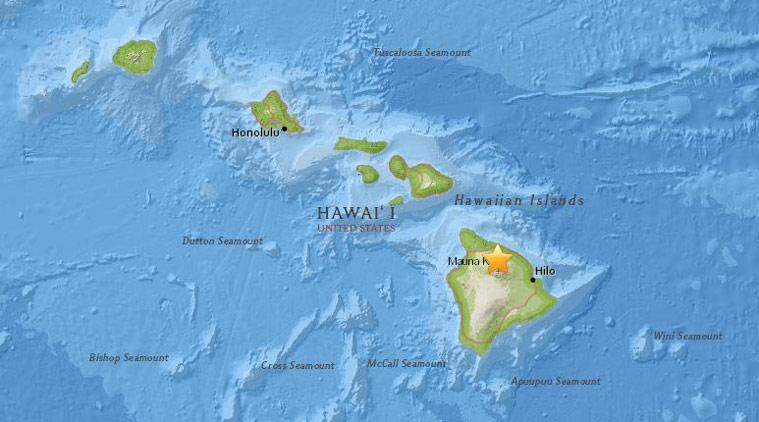 Tuscaloosa Seamount
Honolulu
Hawaiian Islands
HAWAIʻI
UNITED STATES
Dutton Seamount
Mauna K
Hilo
Wini Seamount
Bishop Seamount
Cross Seamount
McCall Seamount
Apuupuu Seamount